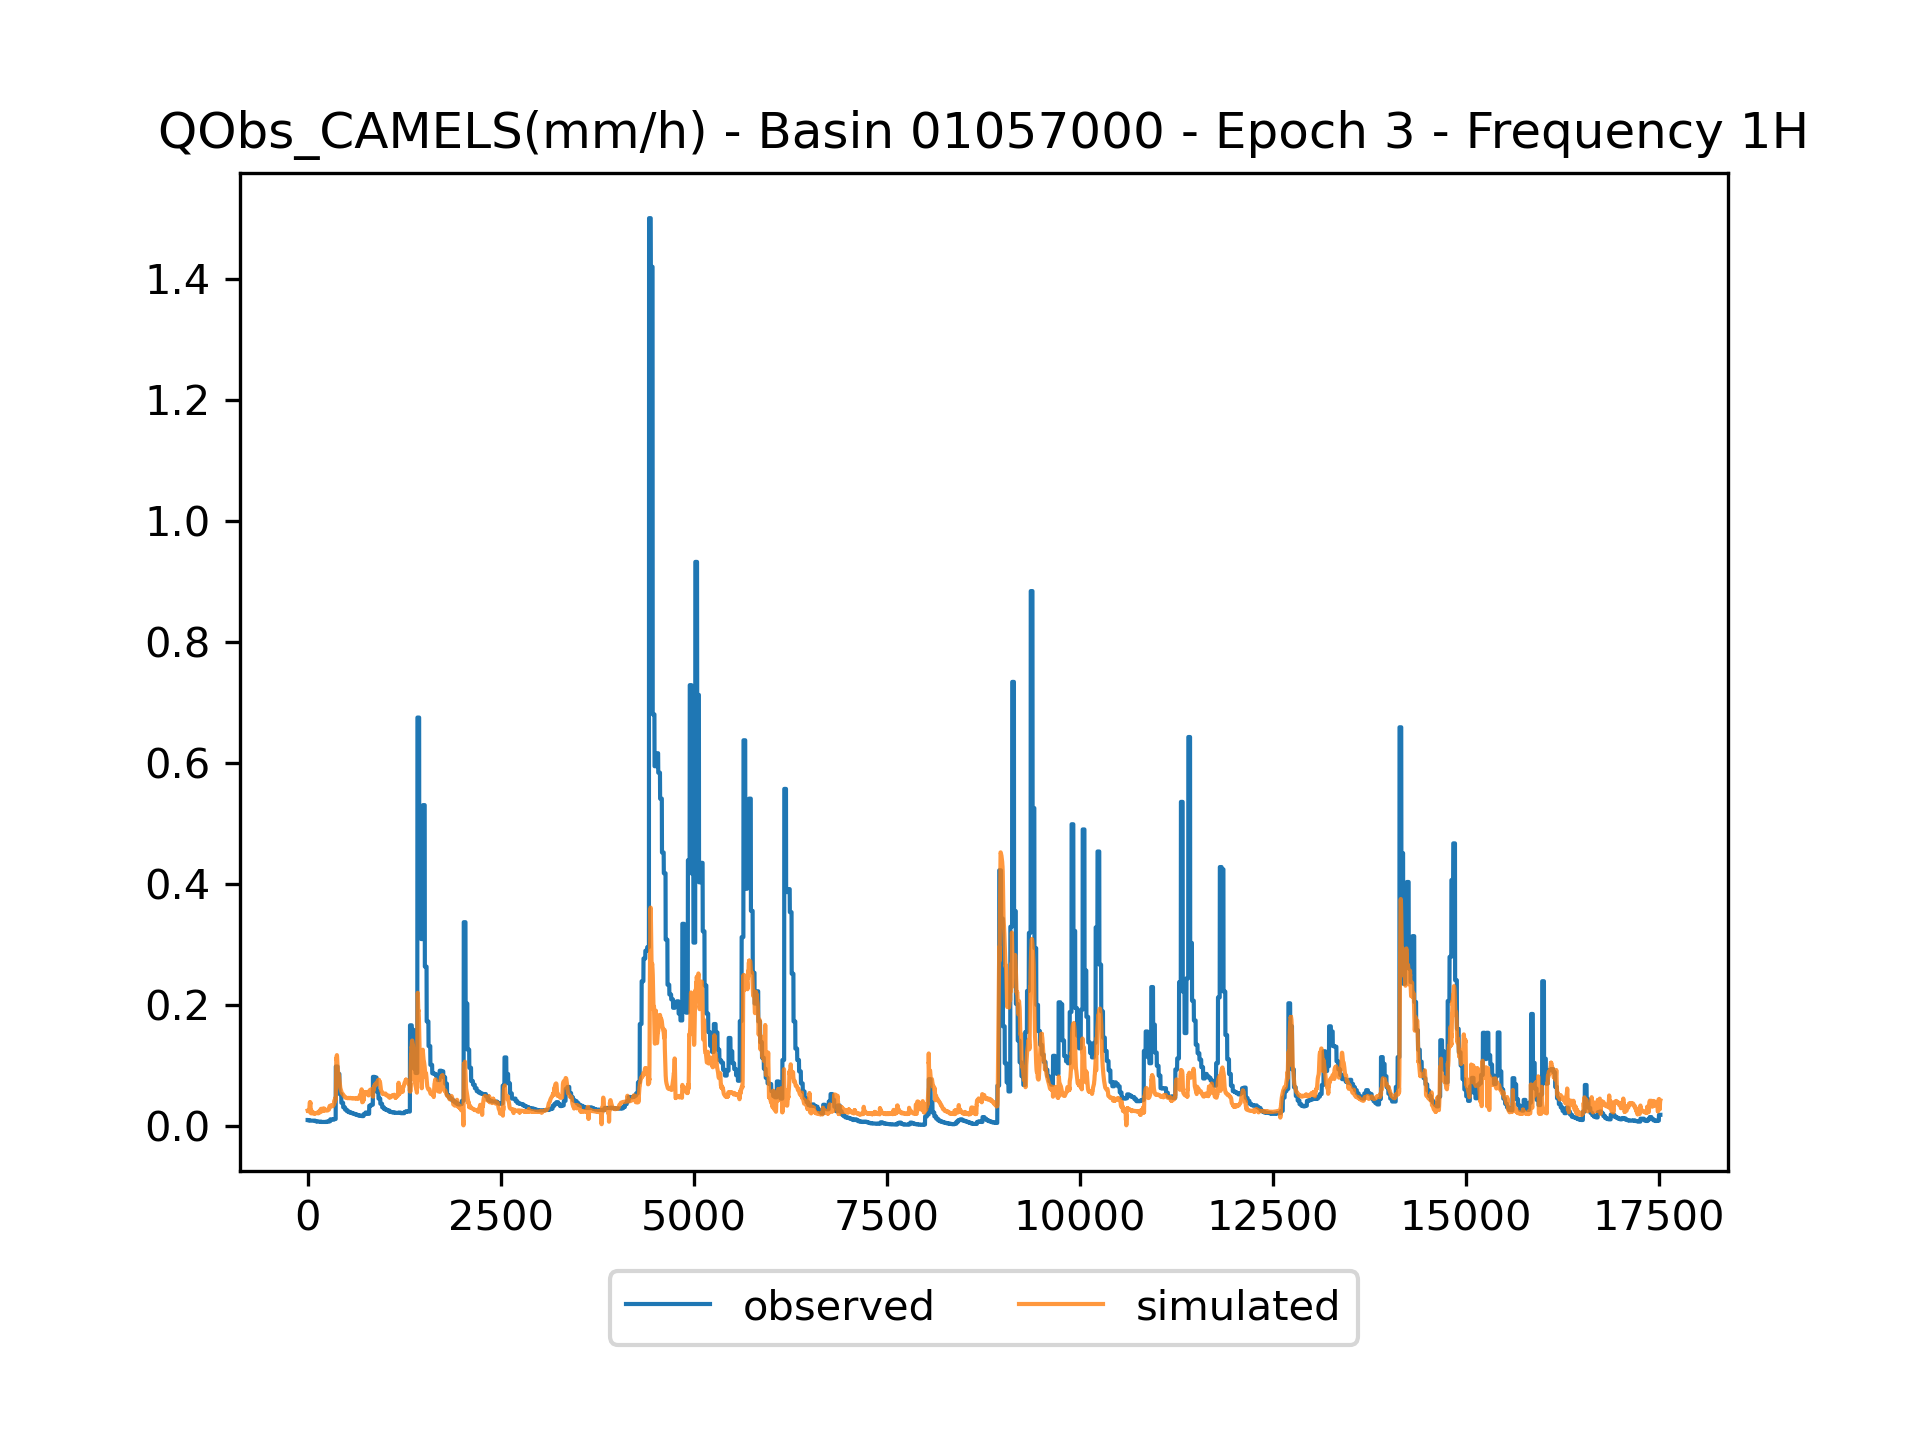 QObs_CAMELS(mm/h) - Basin 01057000 - Epoch 3 - Frequency 1H
1.4
1.2
1.0
0.8
0.6
0.4
0.2
0.0
0 2500 5000 7500 10000 12500 15000 17500
observed simulated